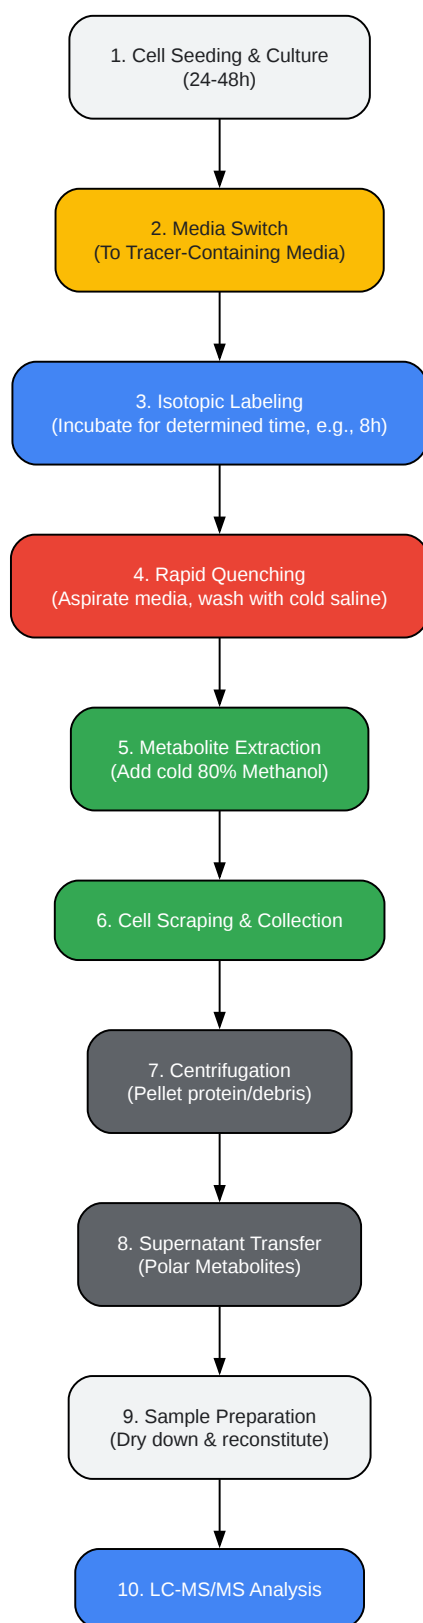 1. Cell Seeding & Culture
(24-48h)
2. Media Switch
(To Tracer-Containing Media)
3. Isotopic Labeling
(Incubate for determined time, e.g., 8h)
4. Rapid Quenching
(Aspirate media, wash with cold saline)
5. Metabolite Extraction
(Add cold 80% Methanol)
6. Cell Scraping & Collection
7. Centrifugation
(Pellet protein/debris)
8. Supernatant Transfer
(Polar Metabolites)
9. Sample Preparation
(Dry down & reconstitute)
10. LC-MS/MS Analysis